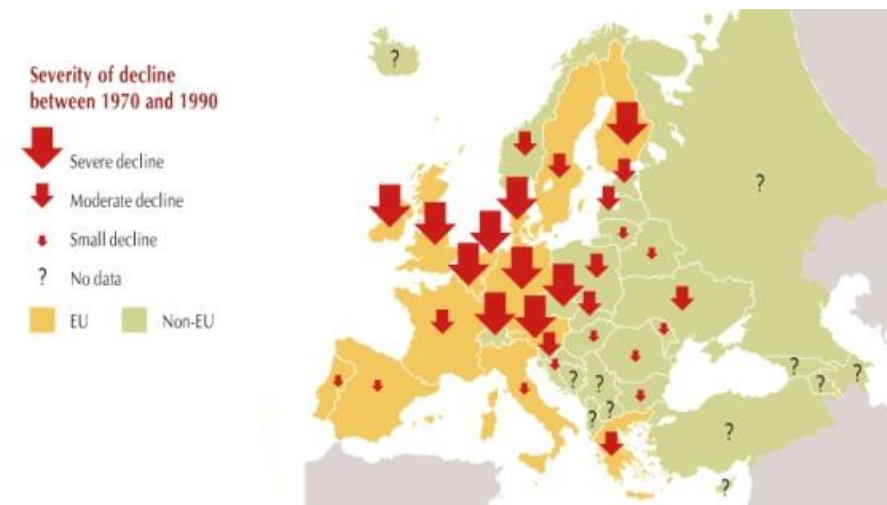 ?
Severity of decline
between 1970 and 1990
Severe decline
Moderate decline
Small decline
? No data
EU Non-EU
?
? ?
?
? ?
? ?
?
?